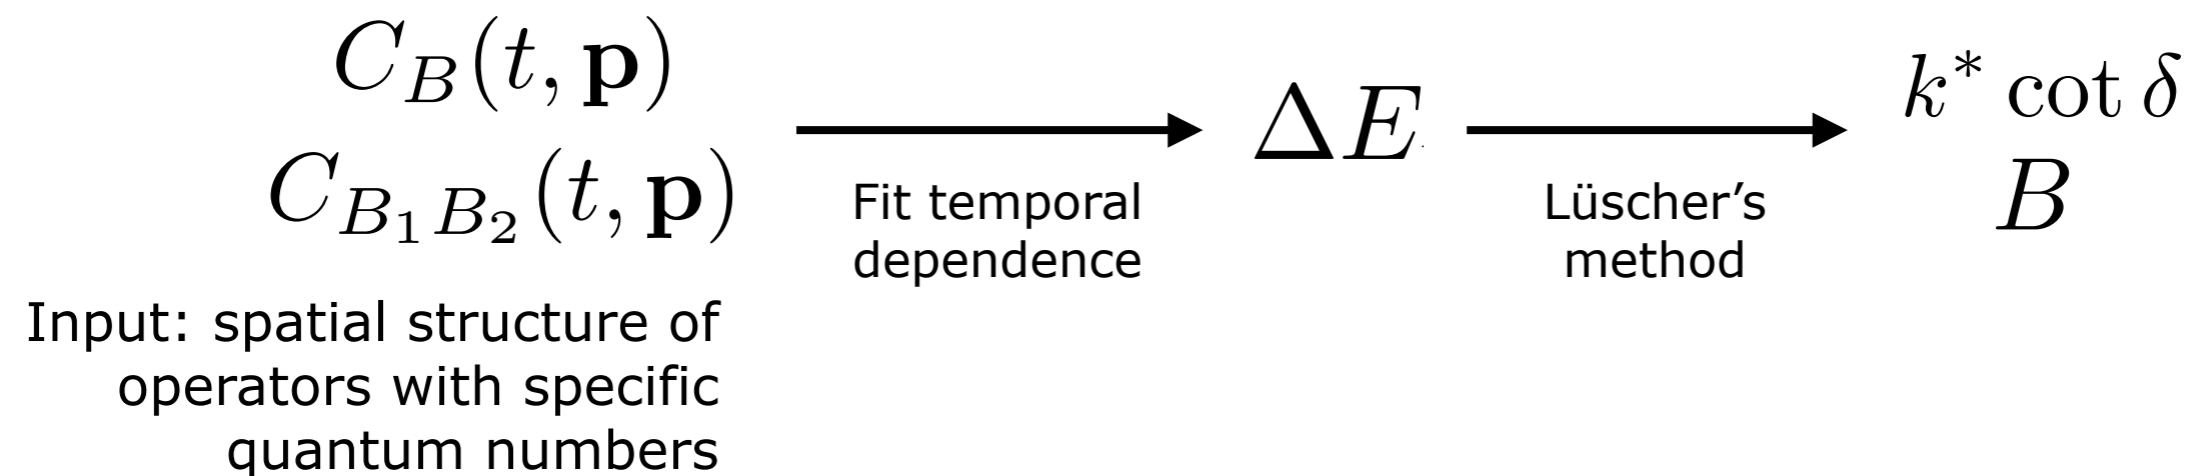 C_B(t, p)
C_{B_1 B_2}(t, p)
Input: spatial structure of
operators with specific
quantum numbers
Fit temporal
dependence
ΔE
Lüscher’s
method
k* cot δ
B